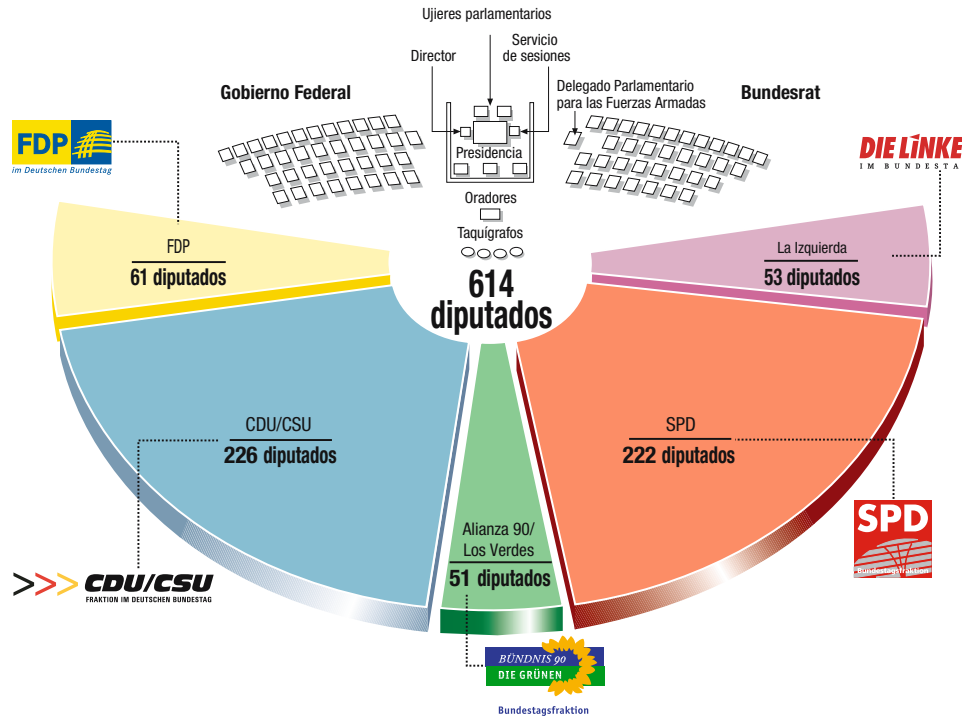 Ujieres parlamentarios
Director
Servicio
de sesiones
Gobierno Federal
Delegado Parlamentario
para las Fuerzas Armadas
Bundesrat
FDP
im Deutschen Bundestag
Presidencia
DIE LINKE
IM BUNDESTA
Oradores
Taquígrafos
FDP
61 diputados
La Izquierda
53 diputados
614
diputados
CDU/CSU
226 diputados
SPD
222 diputados
Alianza 90/
Los Verdes
51 diputados
SPD
Bundestagsfraktion
>>> CDU/CSU
FRAKTION IM DEUTSCHEN BUNDESTAG
BÜNDNIS 90
DIE GRÜNEN
Bundestagsfraktion